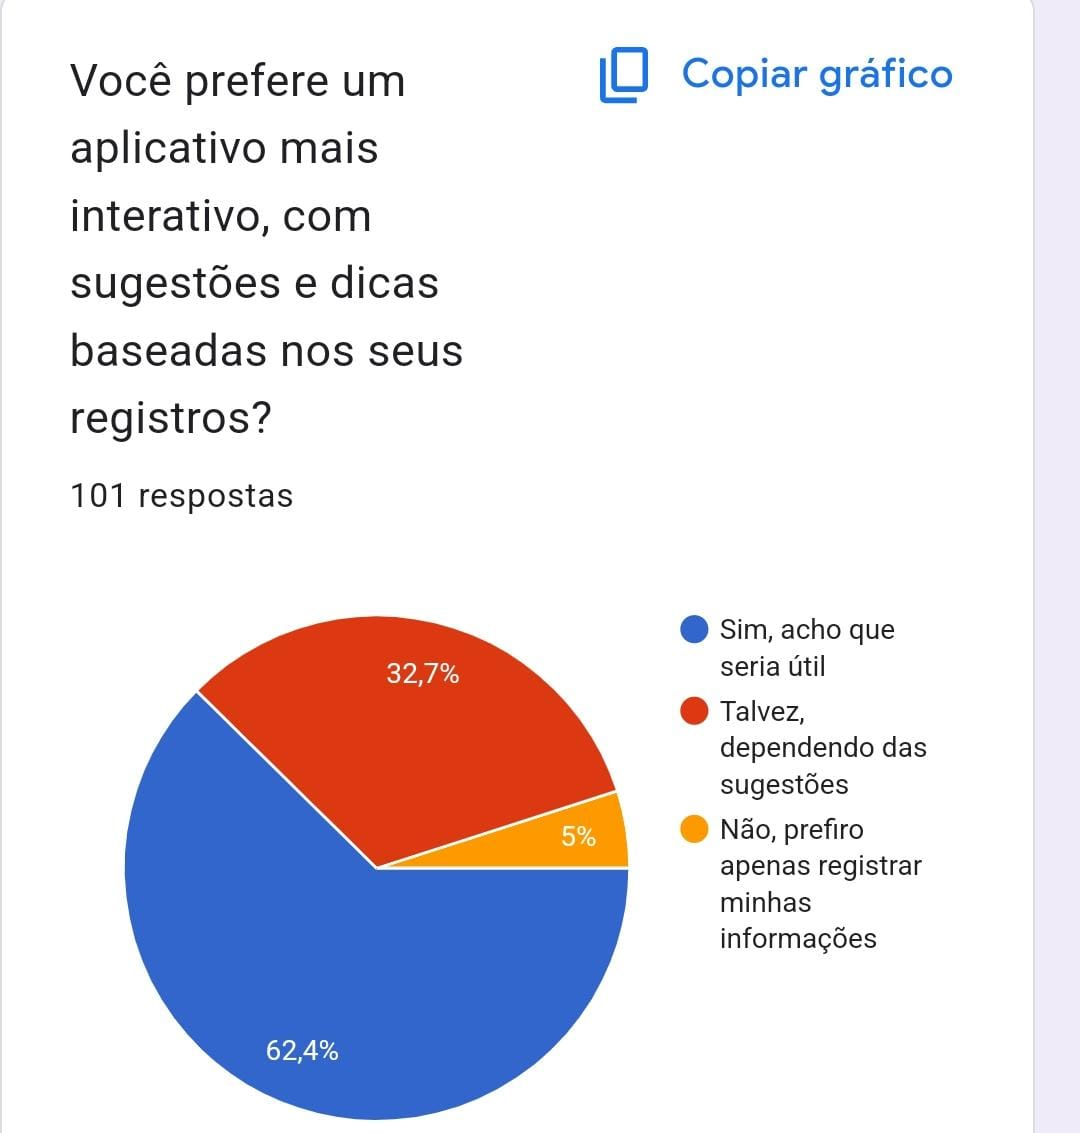 Você prefere um
aplicativo mais
interativo, com
sugestões e dicas
baseadas nos seus
registros?
Copiar gráfico
101 respostas
32,7%
5%
62,4%
Sim, acho que
seria útil
Talvez,
dependendo das
sugestões
Não, prefiro
apenas registrar
minhas
informações